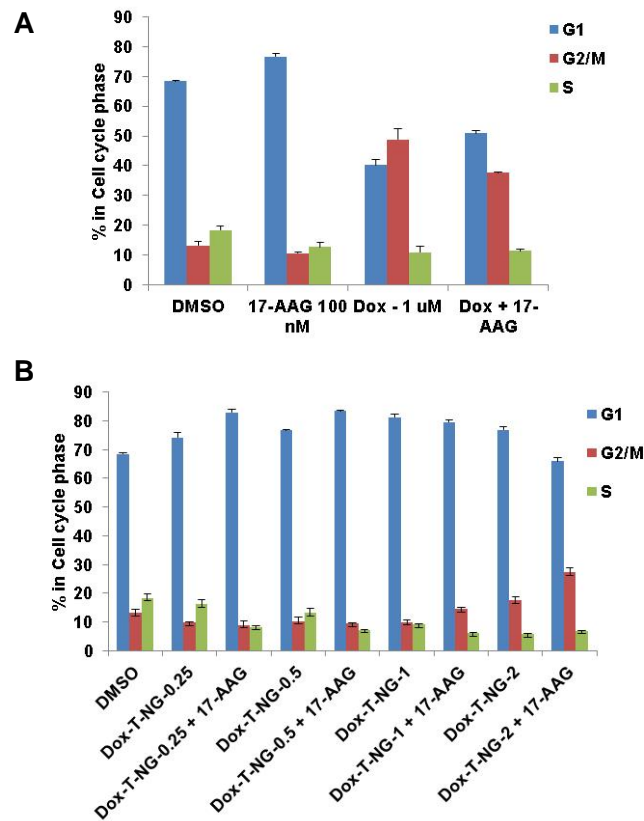 A
90
80
70
60
50
40
30
20
10
0
% in Cell cycle phase
DMSO
17-AAG 100
nM
Dox - 1 uM
Dox + 17-
AAG
G1
G2/M
S
B
90
80
70
60
50
40
30
20
10
0
% in Cell cycle phase
DMSO
Dox-T-NG-0.25
Dox-T-NG-0.25 + 17-AAG
Dox-T-NG-0.5
Dox-T-NG-0.5 + 17-AAG
Dox-T-NG-1
Dox-T-NG-1 + 17-AAG
Dox-T-NG-2
Dox-T-NG-2 + 17-AAG
G1
G2/M
S